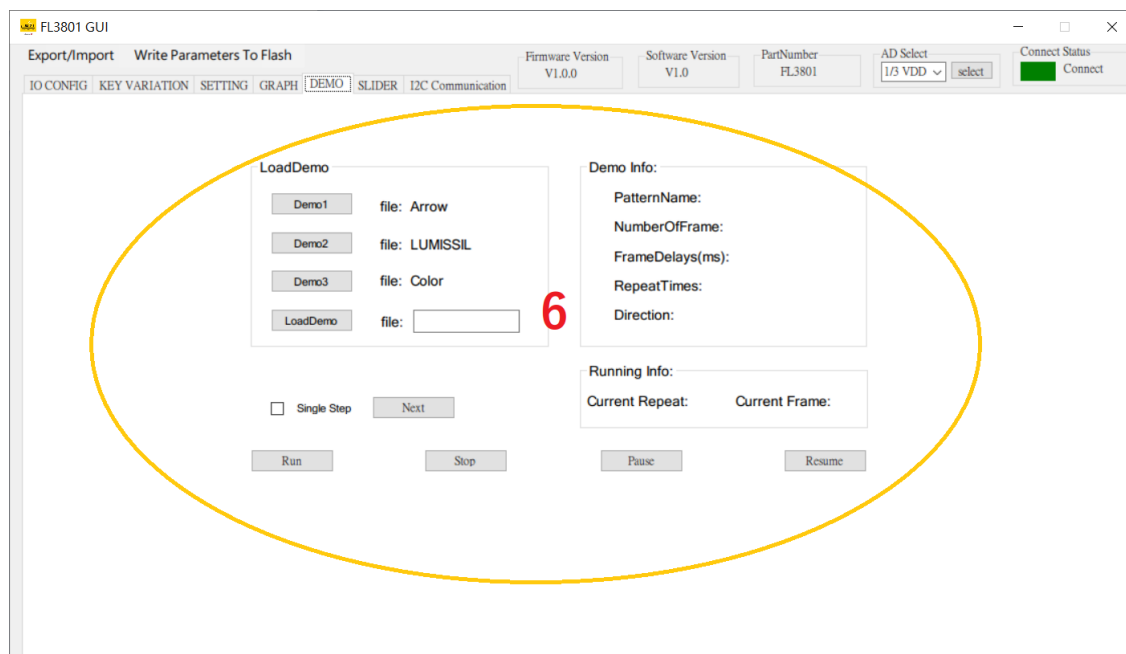 FL3801 GUI
Export/Import Write Parameters To Flash
Firmware Version
V1.0.0
Software Version
V1.0
PartNumber
FL3801
AD Select
1/3 VDD select
Connect Status
Connect
IO CONFIG KEY VARIATION SETTING GRAPH DEMO SLIDER I2C Communication
LoadDemo
Demo1 file: Arrow
Demo2 file: LUMISSIL
Demo3 file: Color
LoadDemo file:
6
Demo Info:
PatternName:
NumberOfFrame:
FrameDelays(ms):
RepeatTimes:
Direction:
Running Info:
Current Repeat: Current Frame:
Single Step Next
Run Stop Pause Resume